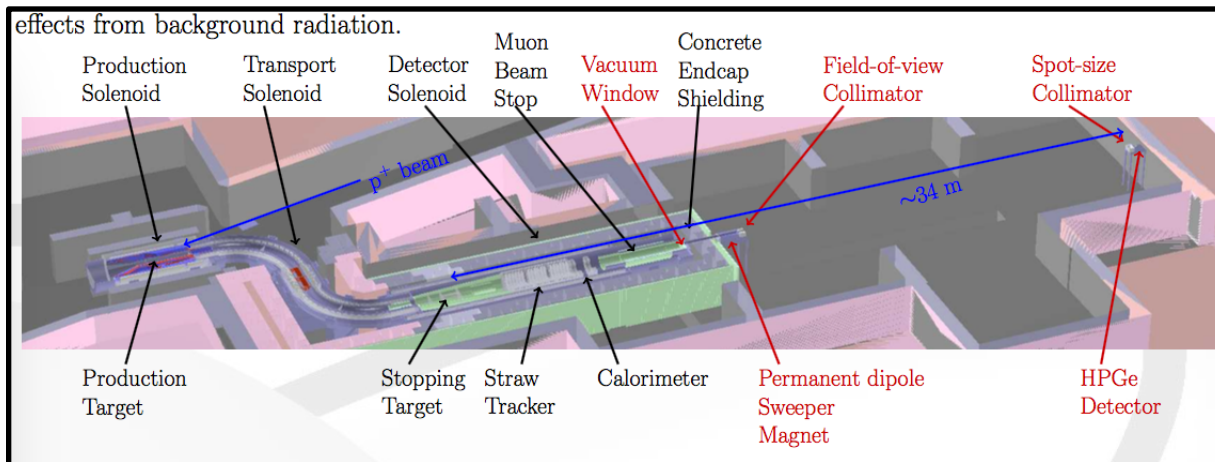 effects from background radiation.
Production
Solenoid
Transport
Solenoid
Detector
Solenoid
Muon
Beam
Stop
Vacuum
Window
Concrete
Endcap
Shielding
Field-of-view
Collimator
Spot-size
Collimator
p⁺ beam
~34 m
Production
Target
Stopping
Target
Straw
Tracker
Calorimeter
Permanent dipole
Sweeper
Magnet
HPGe
Detector